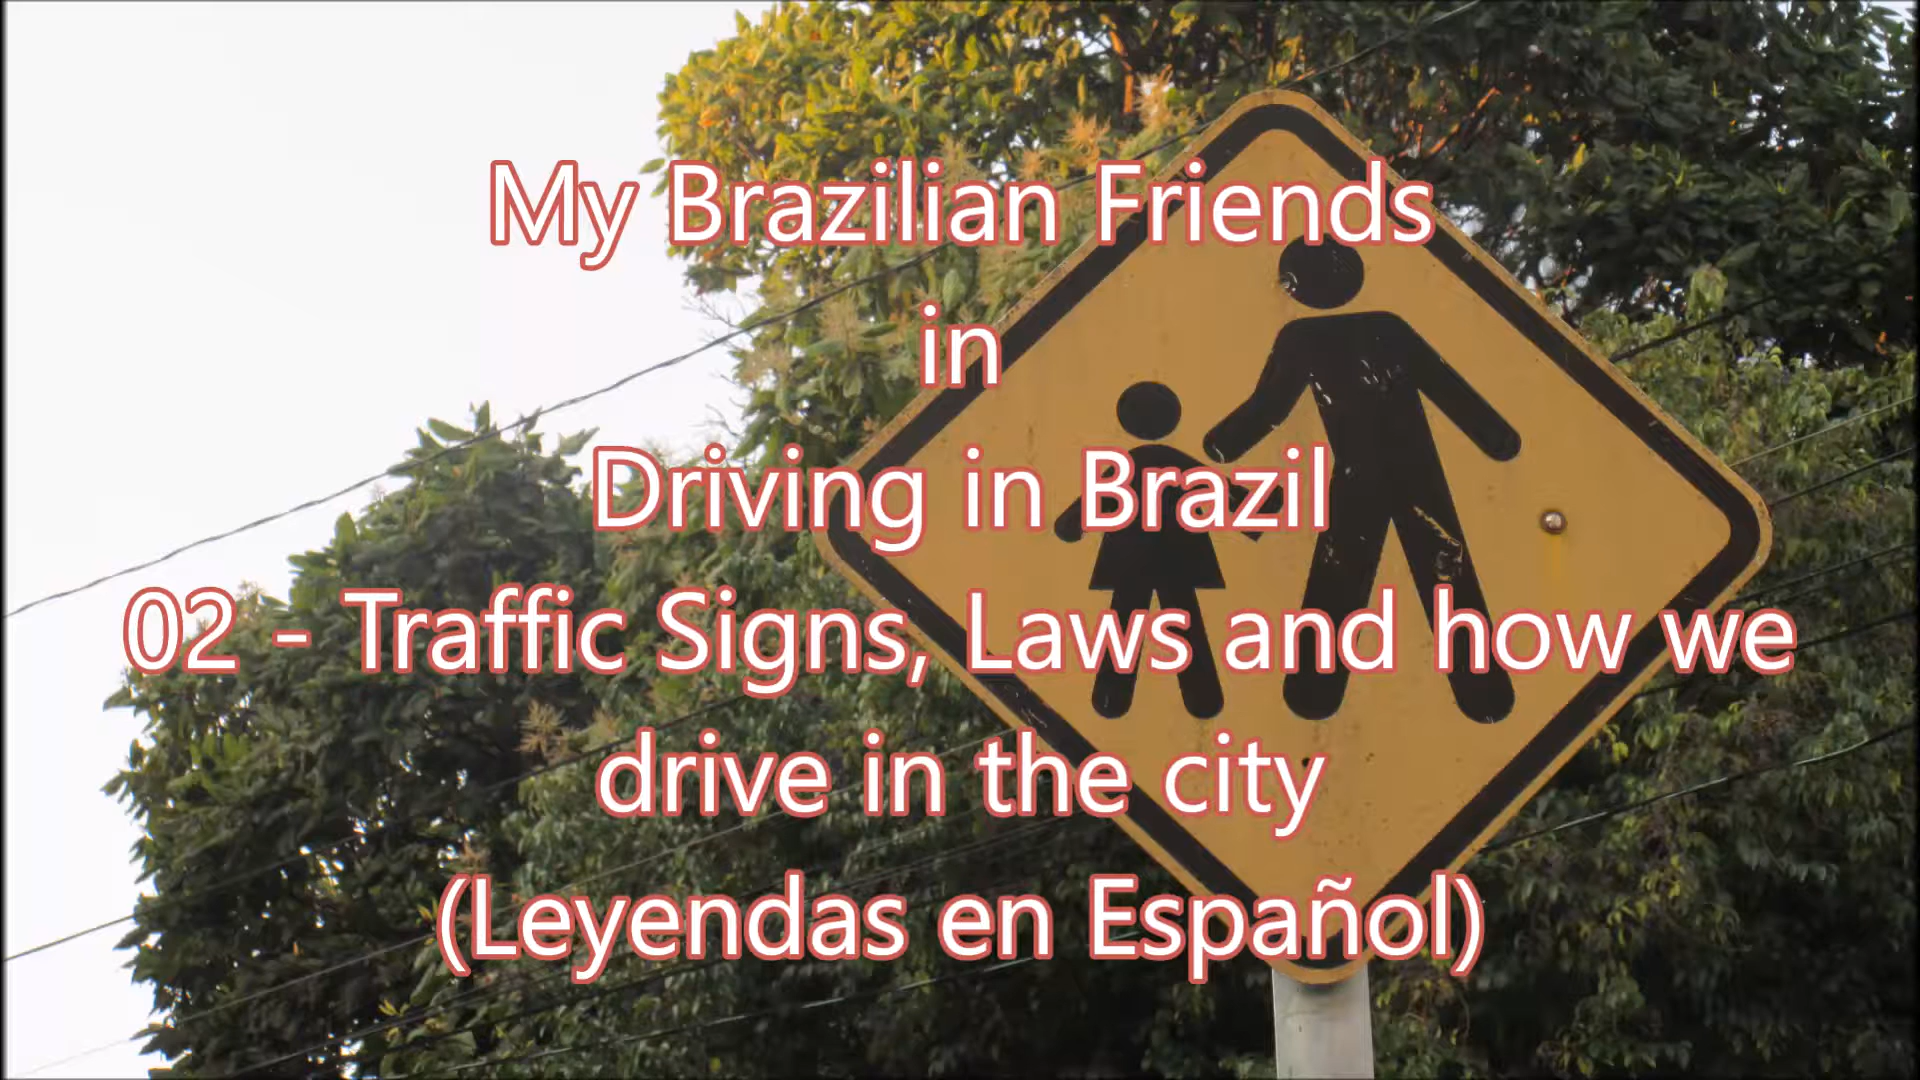 My Brazilian Friends
in
Driving in Brazil
02 - Traffic Signs, Laws and how we
drive in the city
(Leyendas en Español)